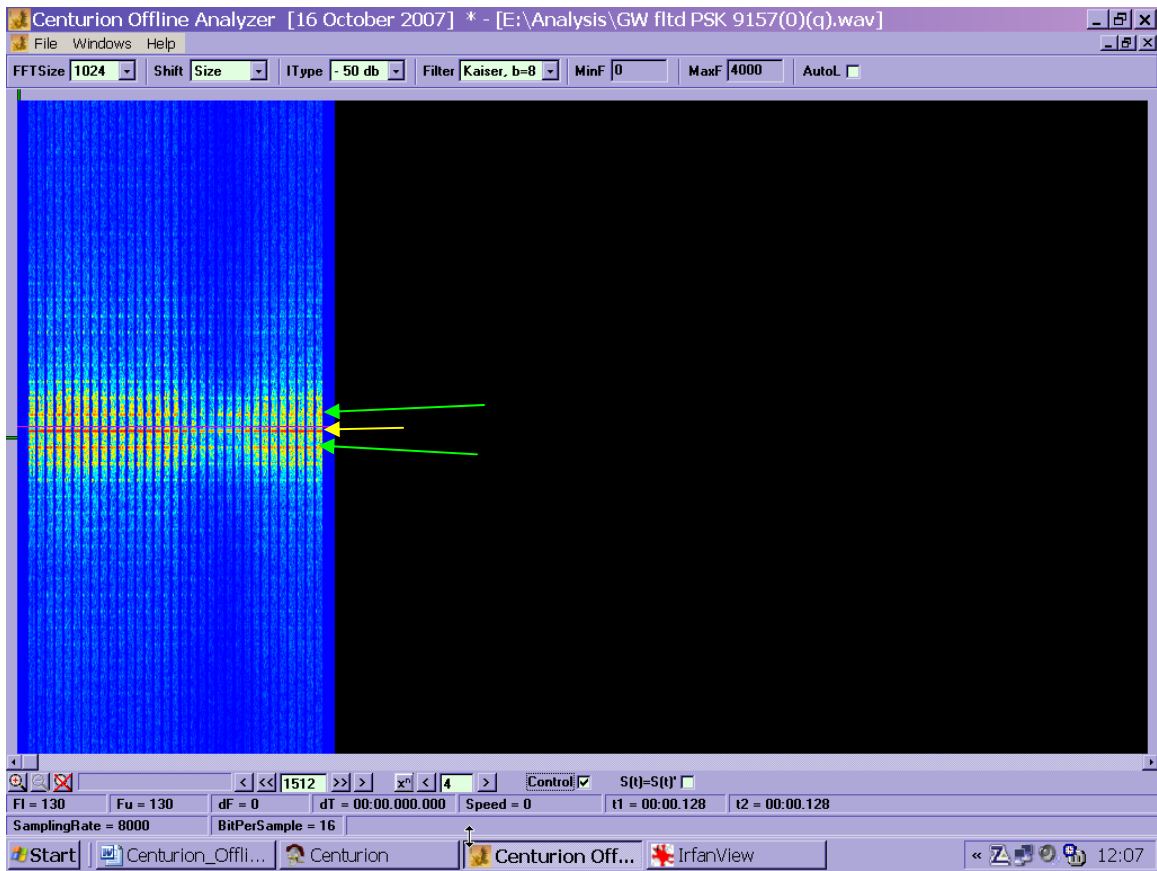 Centurion Offline Analyzer [16 October 2007] * - [E:\Analysis\GW fltd PSK 9157(0)(q).wav]
File Windows Help
FFTSize 1024 Shift Size IType - 50 db Filter Kaiser, b=8 MinF 0 MaxF 4000 AutoL
< << 1512 >> > xⁿ < 4 > Control S(t)=S(t)'
Fl = 130 Fu = 130 dF = 0 dT = 00:00.000.000 Speed = 0 t1 = 00:00.128 t2 = 00:00.128
SamplingRate = 8000 BitPerSample = 16
Start Centurion_Offli... Centurion Centurion Off... IrfanView « 12:07